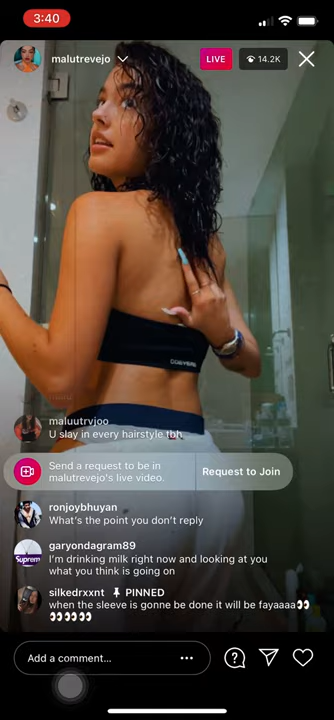 3:40
malutrevejo
LIVE
14.2K
maluutrvjoo
U slay in every hairstyle tbh
Send a request to be in
malutrevejo's live video.
Request to Join
ronjoybhuyan
What's the point you don't reply
garyondagram89
I'm drinking milk right now and looking at you
what you think is going on
Suprem
silkedrxxnt PINNED
when the sleeve is gonne be done it will be fayaaaa👀
👀👀👀👀
Add a comment...